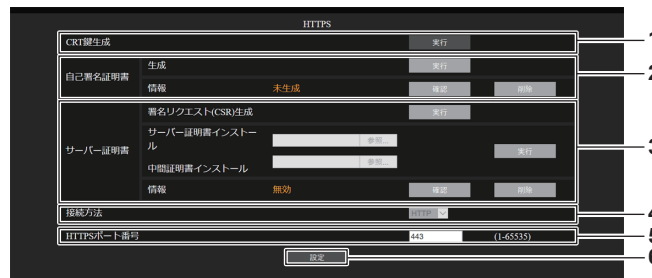 HTTPS
CRT鍵生成 実行 1
自己署名証明書 生成 実行 2
情報 未生成 確認 削除
サーバー証明書 署名リクエスト(CSR)生成 実行 3
サーバー証明書インストー
ル 参照...
実行
中間証明書インストール 参照...
情報 無効 確認 削除
接続方法 HTTP 4
HTTPSポート番号 443 (1-65535) 5
設定 6